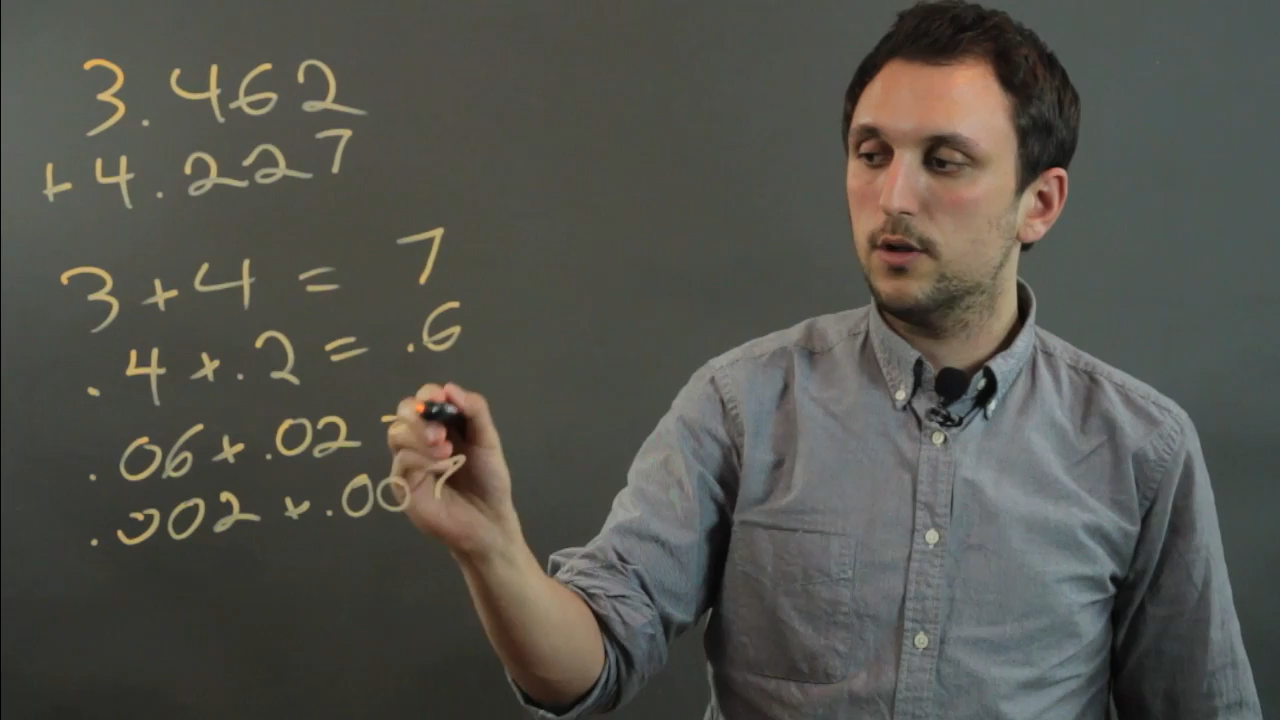 3.462
+4.227
3+4 = 7
.4+.2 = .6
.06+.02
.002+.007